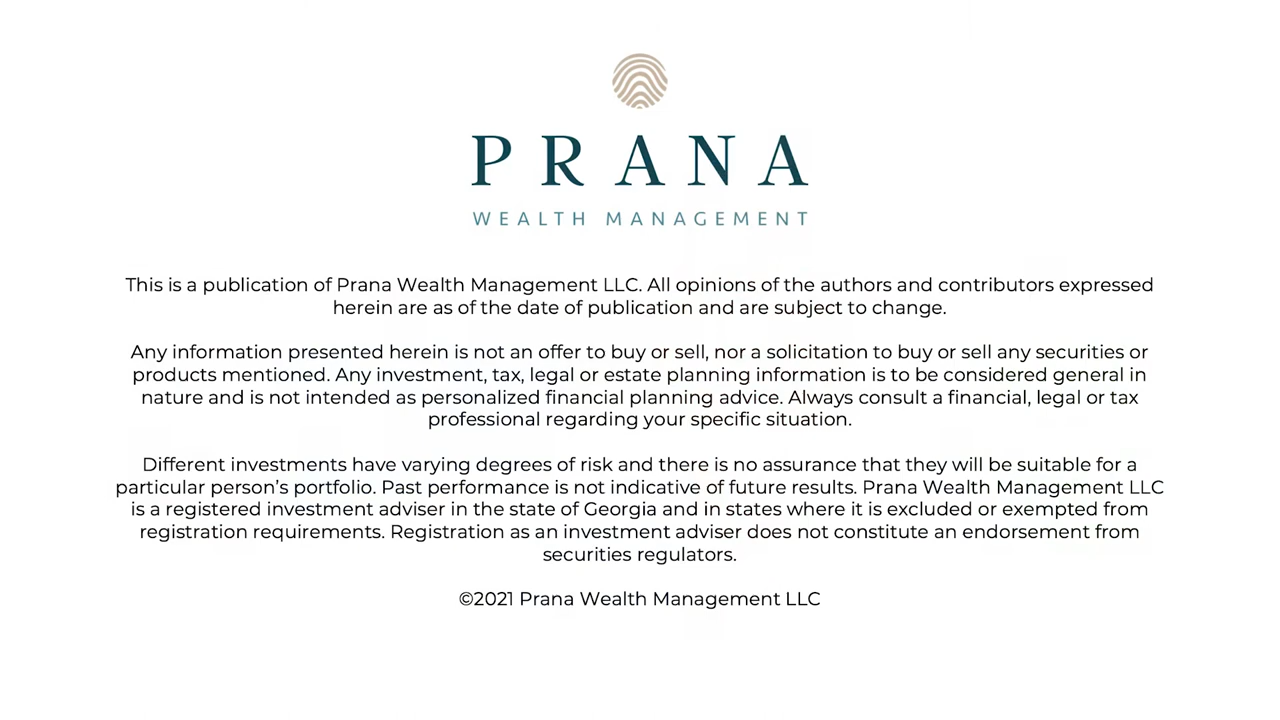 PRANA
WEALTH MANAGEMENT
This is a publication of Prana Wealth Management LLC. All opinions of the authors and contributors expressed
herein are as of the date of publication and are subject to change.
Any information presented herein is not an offer to buy or sell, nor a solicitation to buy or sell any securities or
products mentioned. Any investment, tax, legal or estate planning information is to be considered general in
nature and is not intended as personalized financial planning advice. Always consult a financial, legal or tax
professional regarding your specific situation.
Different investments have varying degrees of risk and there is no assurance that they will be suitable for a
particular person's portfolio. Past performance is not indicative of future results. Prana Wealth Management LLC
is a registered investment adviser in the state of Georgia and in states where it is excluded or exempted from
registration requirements. Registration as an investment adviser does not constitute an endorsement from
securities regulators.
©2021 Prana Wealth Management LLC